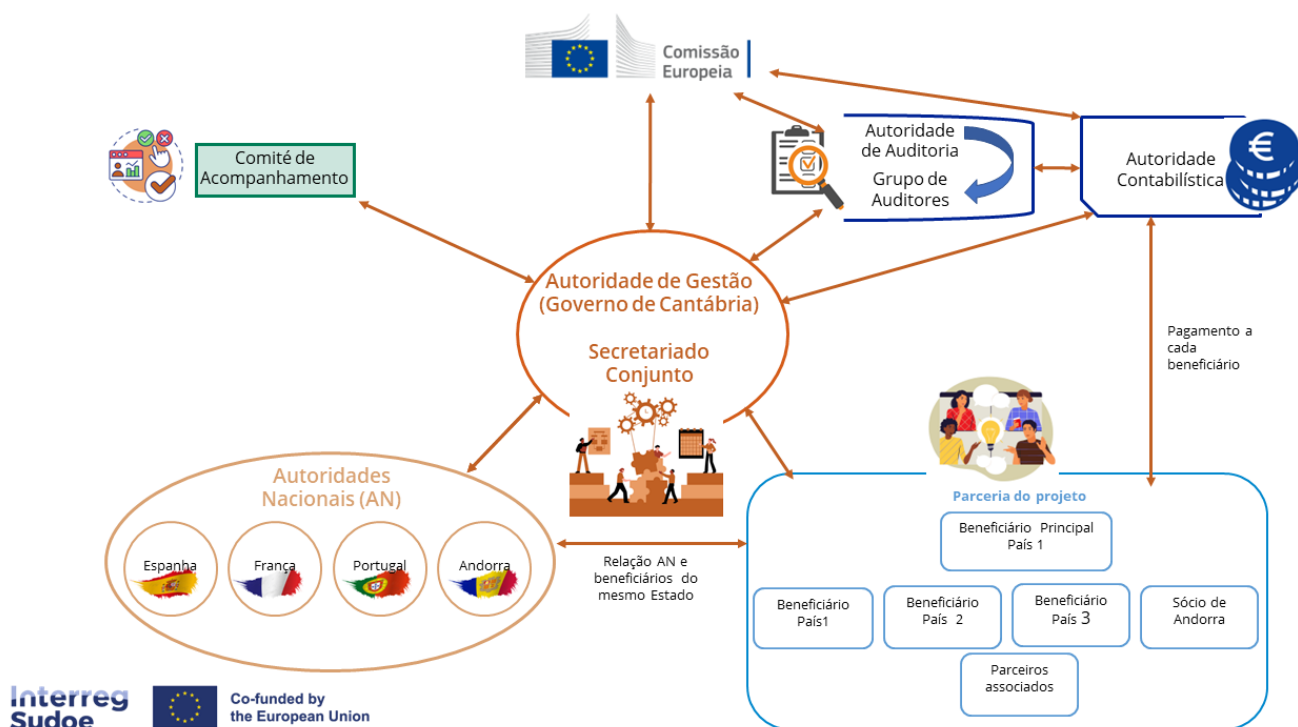 Comissão
Europeia
Comité de
Acompanhamento
Autoridade
de Auditoria
Grupo de
Auditores
Autoridade
Contabilística
€
Autoridade de Gestão
(Governo de Cantábria)
Secretariado
Conjunto
Pagamento a
cada
beneficiário
Autoridades
Nacionais (AN)
Espanha
França
Portugal
Andorra
Relação AN e
beneficiários do
mesmo Estado
Parceria do projeto
Beneficiário Principal
País 1
Beneficiário
País1
Beneficiário
País 2
Beneficiário
País 3
Sócio de
Andorra
Parceiros
associados
Interreg
Sudoe
Co-funded by
the European Union